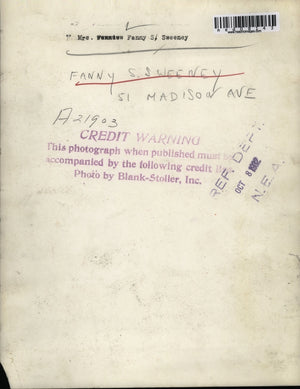 Mrs. Fannie Fanny S. Sweeney
FANNY S. SWEENEY
51 MADISON AVE
A21903
CREDIT WARNING
This photograph when published must be
accompanied by the following credit
Photo by Blank-Stoller, Inc.
REF. DEPT.
OCT 8 1932
N.E.A.